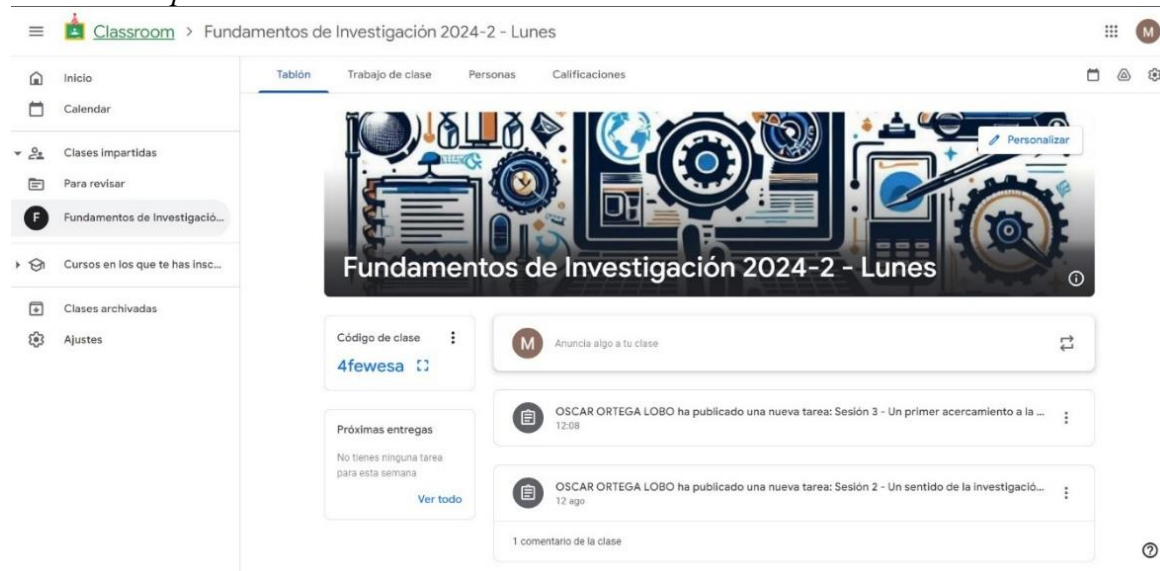 Classroom > Fundamentos de Investigación 2024-2 - Lunes
M
Inicio
Calendar
Clases impartidas
Para revisar
F Fundamentos de Investigació...
Cursos en los que te has insc...
Clases archivadas
Ajustes
Tablón Trabajo de clase Personas Calificaciones
Personalizar
Fundamentos de Investigación 2024-2 - Lunes
Código de clase
4fewesa
Próximas entregas
No tienes ninguna tarea
para esta semana
Ver todo
M Anuncia algo a tu clase
OSCAR ORTEGA LOBO ha publicado una nueva tarea: Sesión 3 - Un primer acercamiento a la ...
12:08
OSCAR ORTEGA LOBO ha publicado una nueva tarea: Sesión 2 - Un sentido de la investigació...
12 ago
1 comentario de la clase